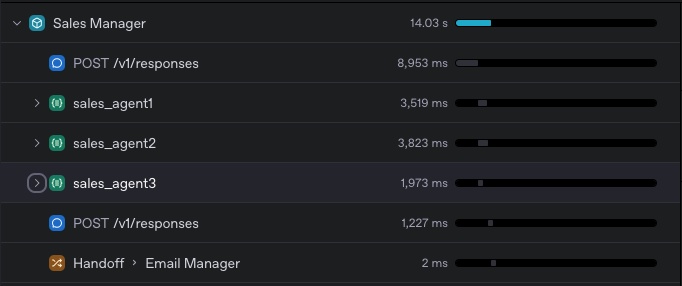 Sales Manager 14.03 s
POST /v1/responses 8,953 ms
sales_agent1 3,519 ms
sales_agent2 3,823 ms
sales_agent3 1,973 ms
POST /v1/responses 1,227 ms
Handoff > Email Manager 2 ms